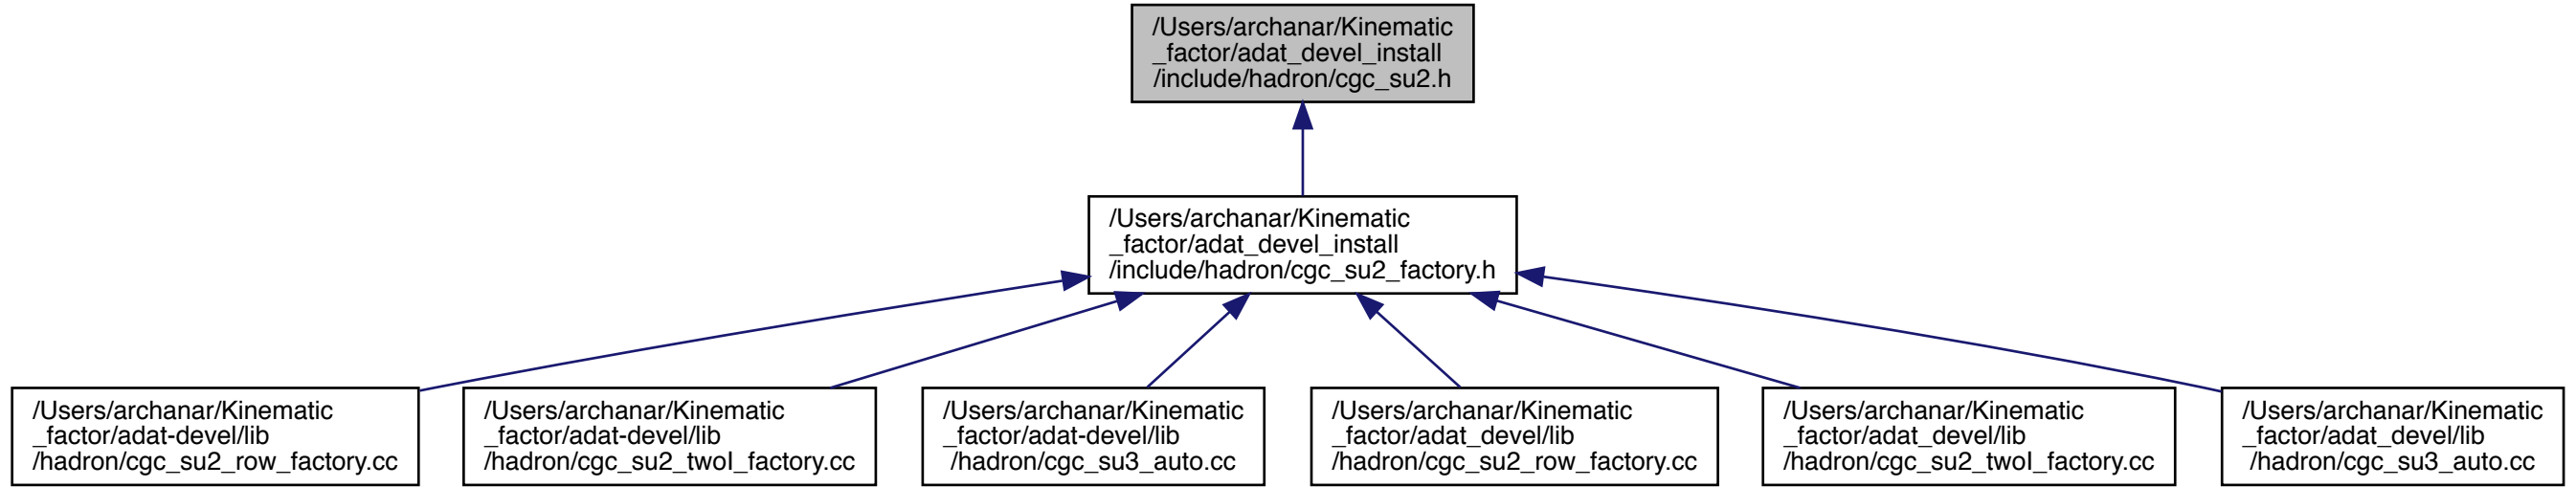 /Users/archanar/Kinematic
_factor/adat_devel_install
/include/hadron/cgc_su2.h
/Users/archanar/Kinematic
_factor/adat_devel_install
/include/hadron/cgc_su2_factory.h
/Users/archanar/Kinematic
_factor/adat-devel/lib
/hadron/cgc_su2_row_factory.cc
/Users/archanar/Kinematic
_factor/adat-devel/lib
/hadron/cgc_su2_twoI_factory.cc
/Users/archanar/Kinematic
_factor/adat-devel/lib
/hadron/cgc_su3_auto.cc
/Users/archanar/Kinematic
_factor/adat_devel/lib
/hadron/cgc_su2_row_factory.cc
/Users/archanar/Kinematic
_factor/adat_devel/lib
/hadron/cgc_su2_twoI_factory.cc
/Users/archanar/Kinematic
_factor/adat_devel/lib
/hadron/cgc_su3_auto.cc